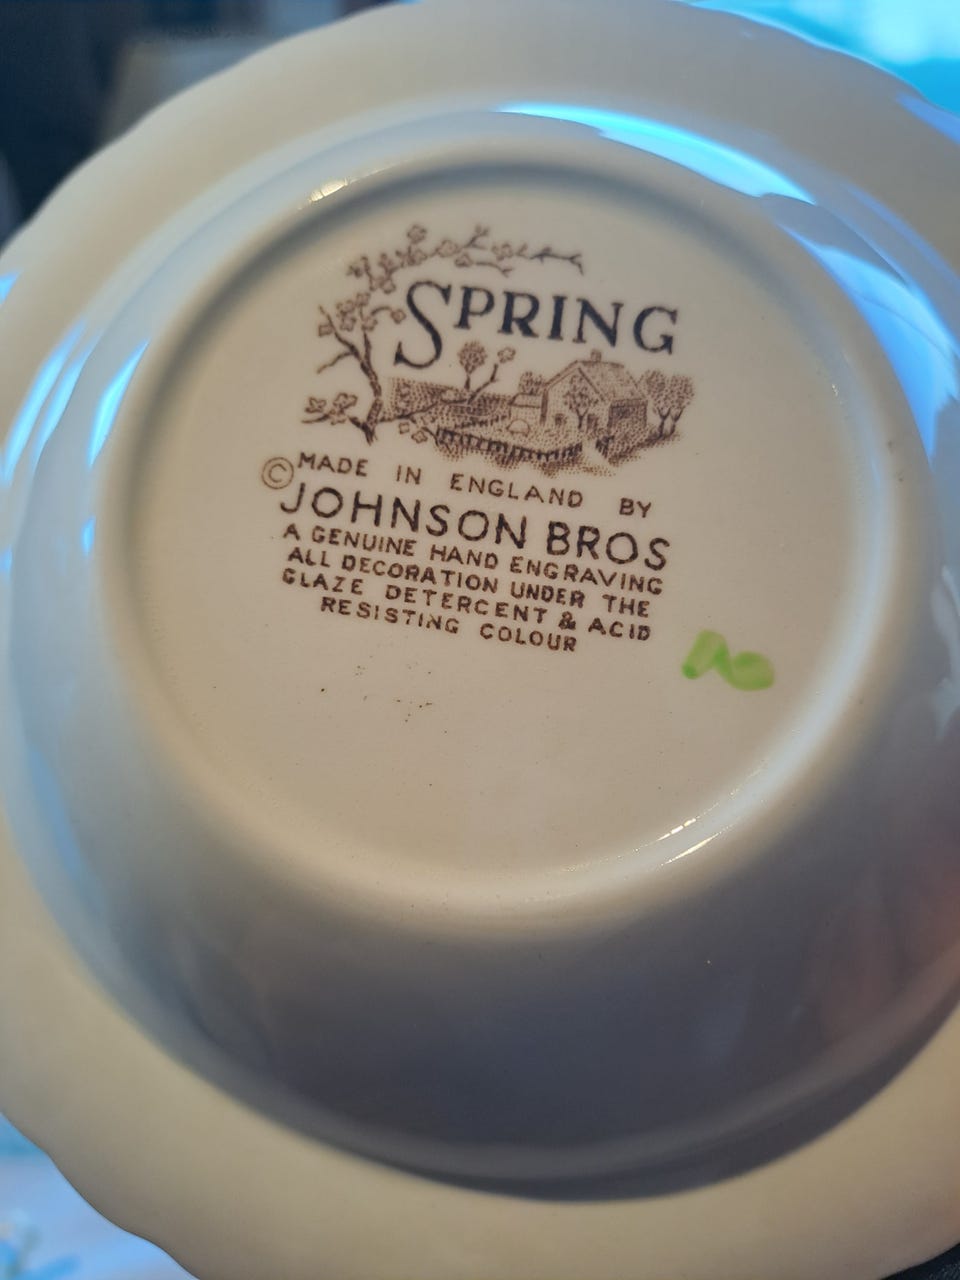 SPRING
© MADE IN ENGLAND BY
JOHNSON BROS
A GENUINE HAND ENGRAVING
ALL DECORATION UNDER THE
GLAZE DETERGENT & ACID
RESISTING COLOUR